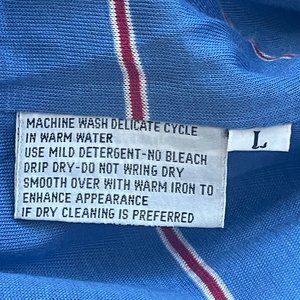 MACHINE WASH DELICATE CYCLE
IN WARM WATER
USE MILD DETERGENT-NO BLEACH
DRIP DRY-DO NOT WRING DRY
SMOOTH OVER WITH WARM IRON TO
ENHANCE APPEARANCE
IF DRY CLEANING IS PREFERRED
L